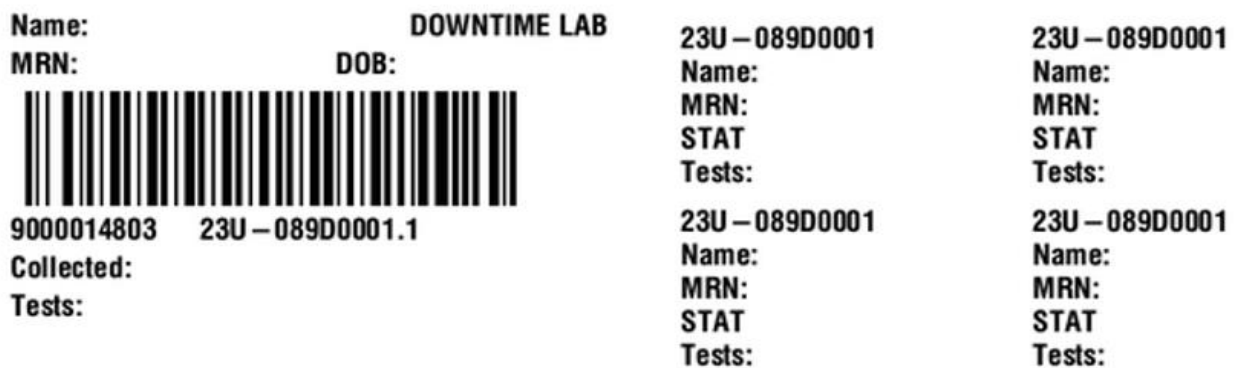 Name: DOWNTIME LAB
MRN: DOB:
9000014803 23U–089D0001.1
Collected:
Tests:
23U–089D0001
Name:
MRN:
STAT
Tests:
23U–089D0001
Name:
MRN:
STAT
Tests:
23U–089D0001
Name:
MRN:
STAT
Tests:
23U–089D0001
Name:
MRN:
STAT
Tests: